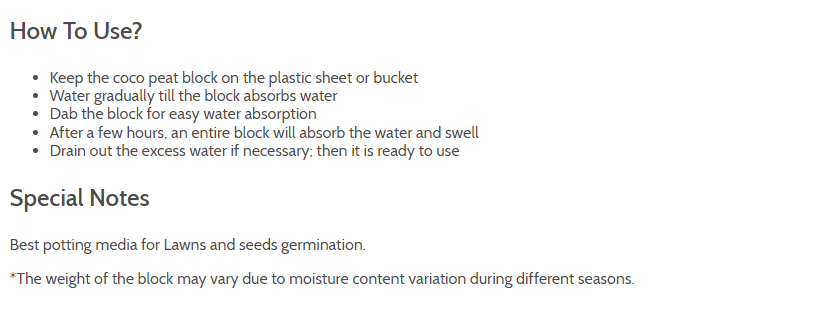 How To Use?
• Keep the coco peat block on the plastic sheet or bucket
• Water gradually till the block absorbs water
• Dab the block for easy water absorption
• After a few hours, an entire block will absorb the water and swell
• Drain out the excess water if necessary; then it is ready to use
Special Notes
Best potting media for Lawns and seeds germination.
*The weight of the block may vary due to moisture content variation during different seasons.